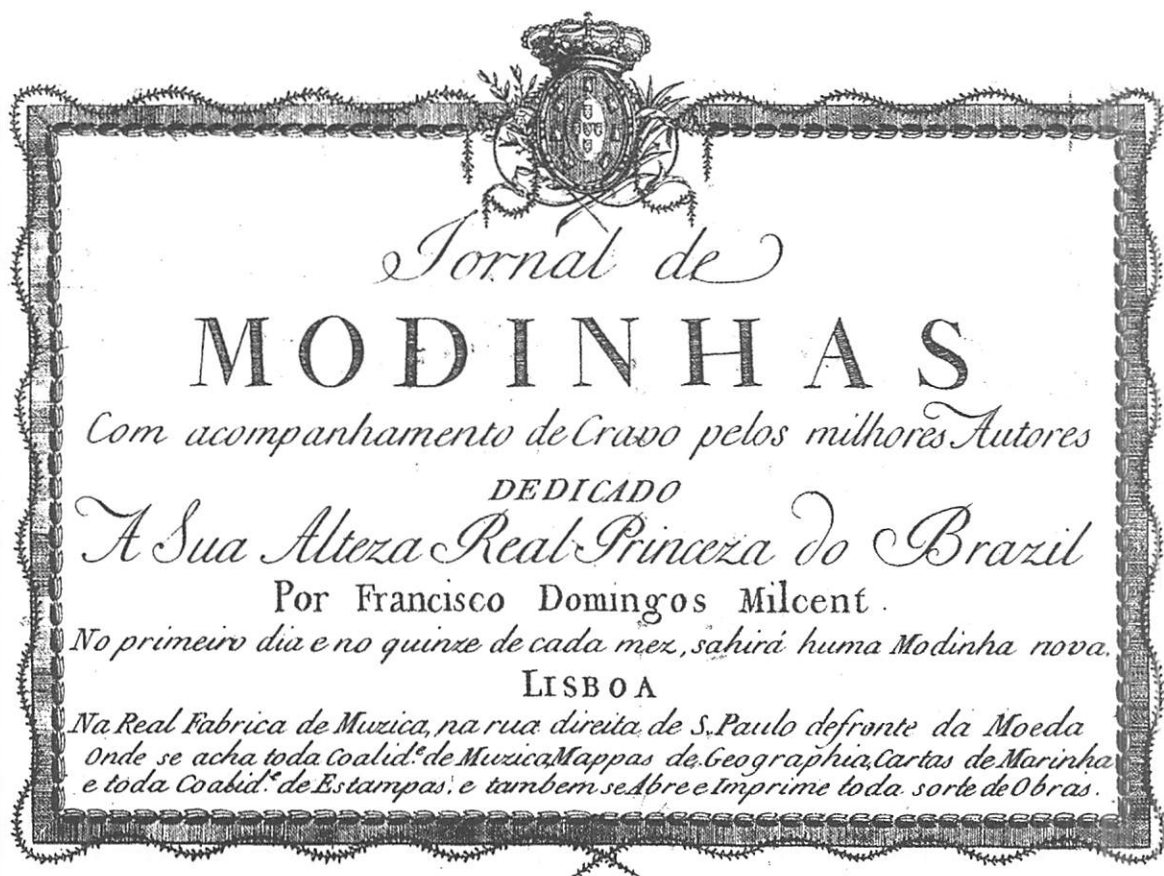 Jornal de
MODINHAS
Com acompanhamento de Cravo pelos milhores Autores
DEDICADO
A Sua Alteza Real Princeza do Brazil
Por Francisco Domingos Milcent.
No primeiro dia e no quinze de cada mez, sahirá huma Modinha nova.
LISBOA
Na Real Fabrica de Muzica, na rua direita de S. Paulo defronte da Moeda
Onde se acha toda Coalid.e de Muzica, Mappas de Geographia, Cartas de Marinha
e toda Coalid.e de Estampas, e tambem se Abre e Imprime toda sorte de Obras.